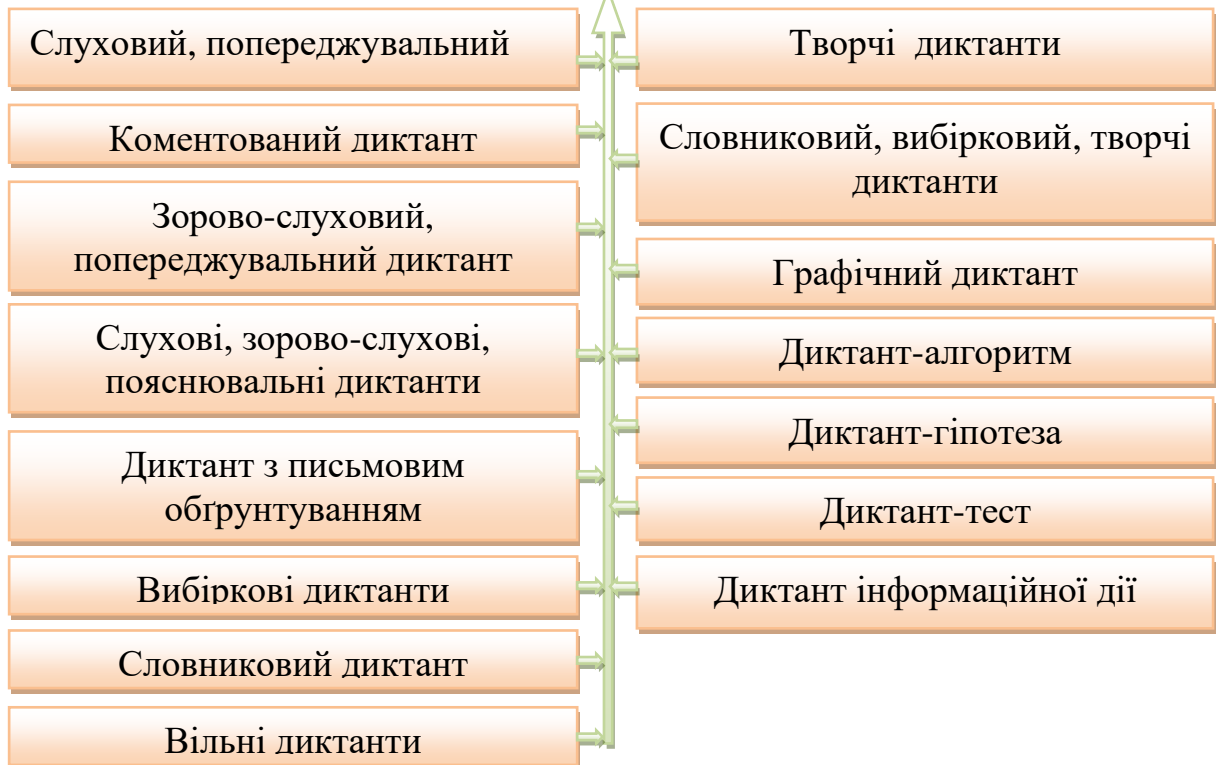 Слуховий, попереджувальний
Коментований диктант
Зорово-слуховий,
попереджувальний диктант
Слухові, зорово-слухові,
пояснювальні диктанти
Диктант з письмовим
обґрунтуванням
Вибіркові диктанти
Словниковий диктант
Вільні диктанти
Творчі диктанти
Словниковий, вибірковий, творчі
диктанти
Графічний диктант
Диктант-алгоритм
Диктант-гіпотеза
Диктант-тест
Диктант інформаційної дії